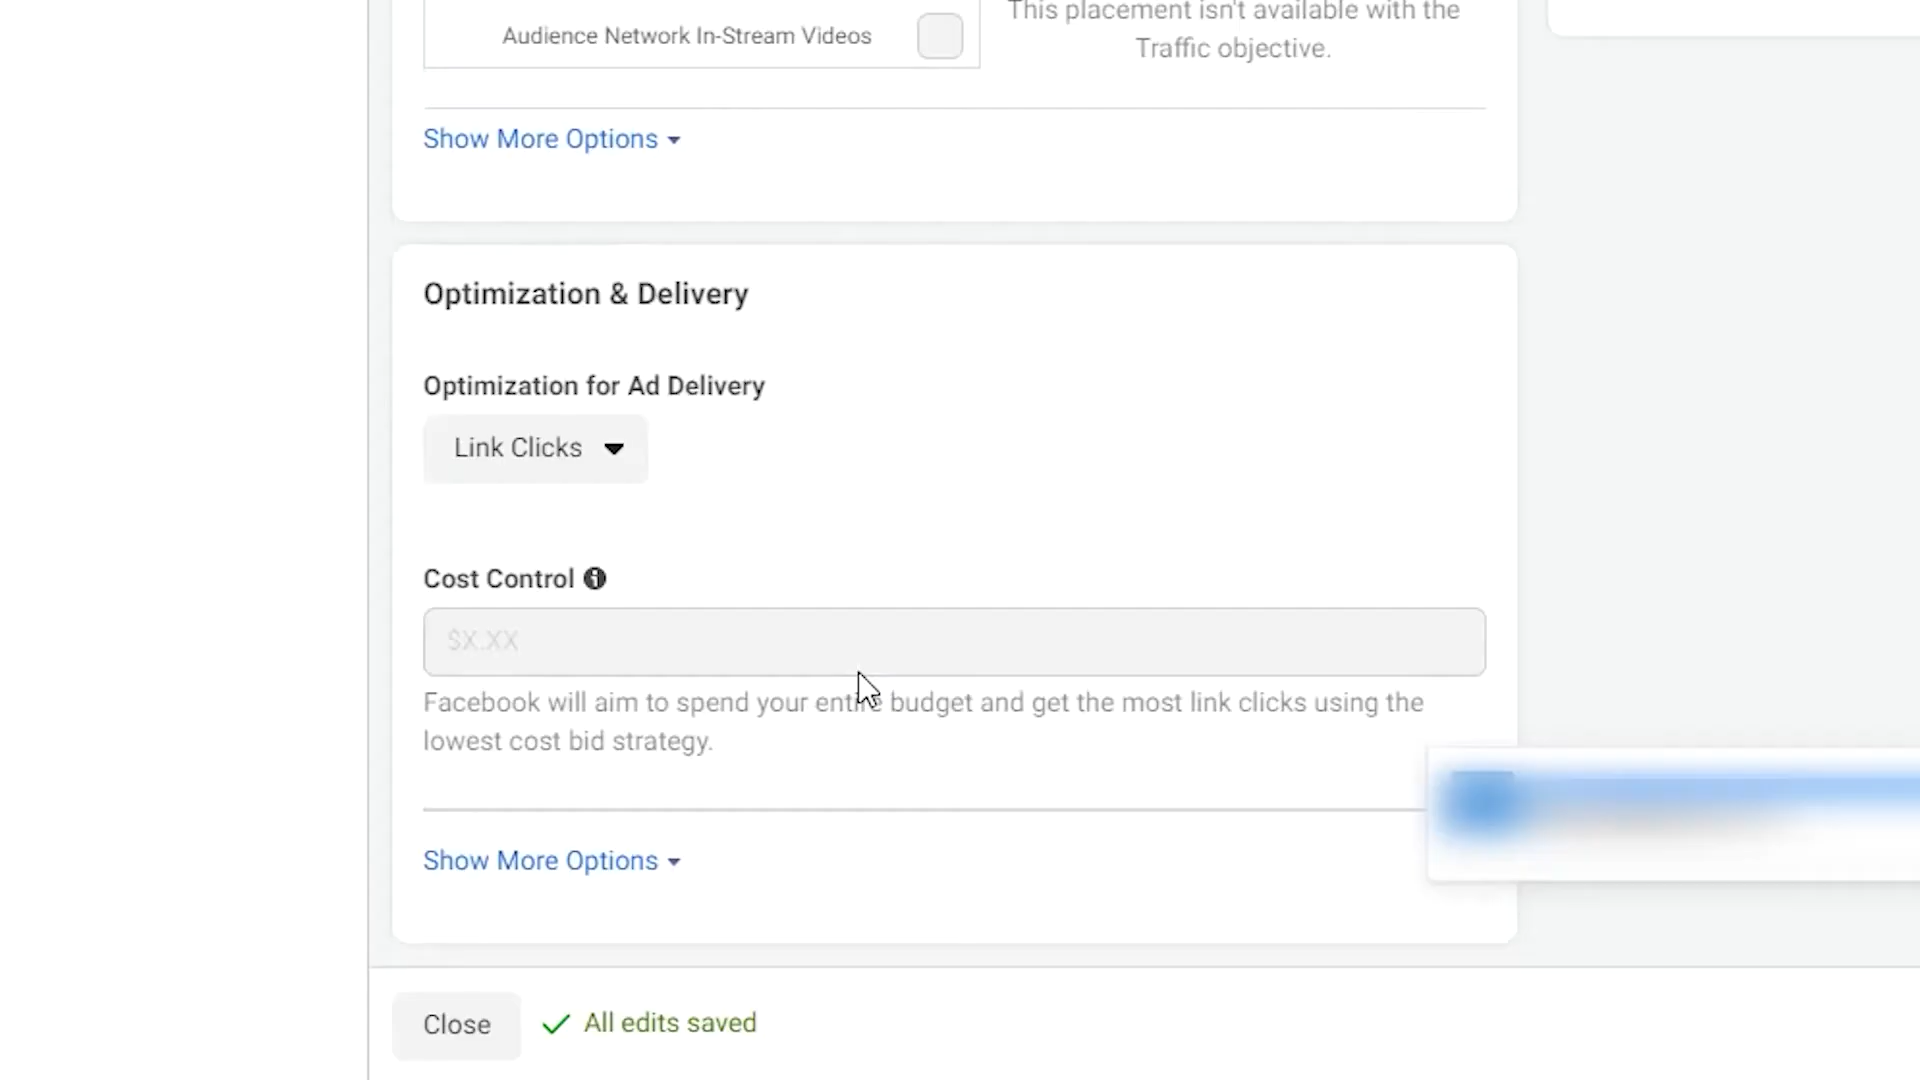 This placement isn't available with the
Audience Network In-Stream Videos
Traffic objective.
Show More Options
Optimization & Delivery
Optimization for Ad Delivery
Link Clicks
Cost Control
$X.XX
Facebook will aim to spend your entire budget and get the most link clicks using the
lowest cost bid strategy.
Show More Options
Close
All edits saved